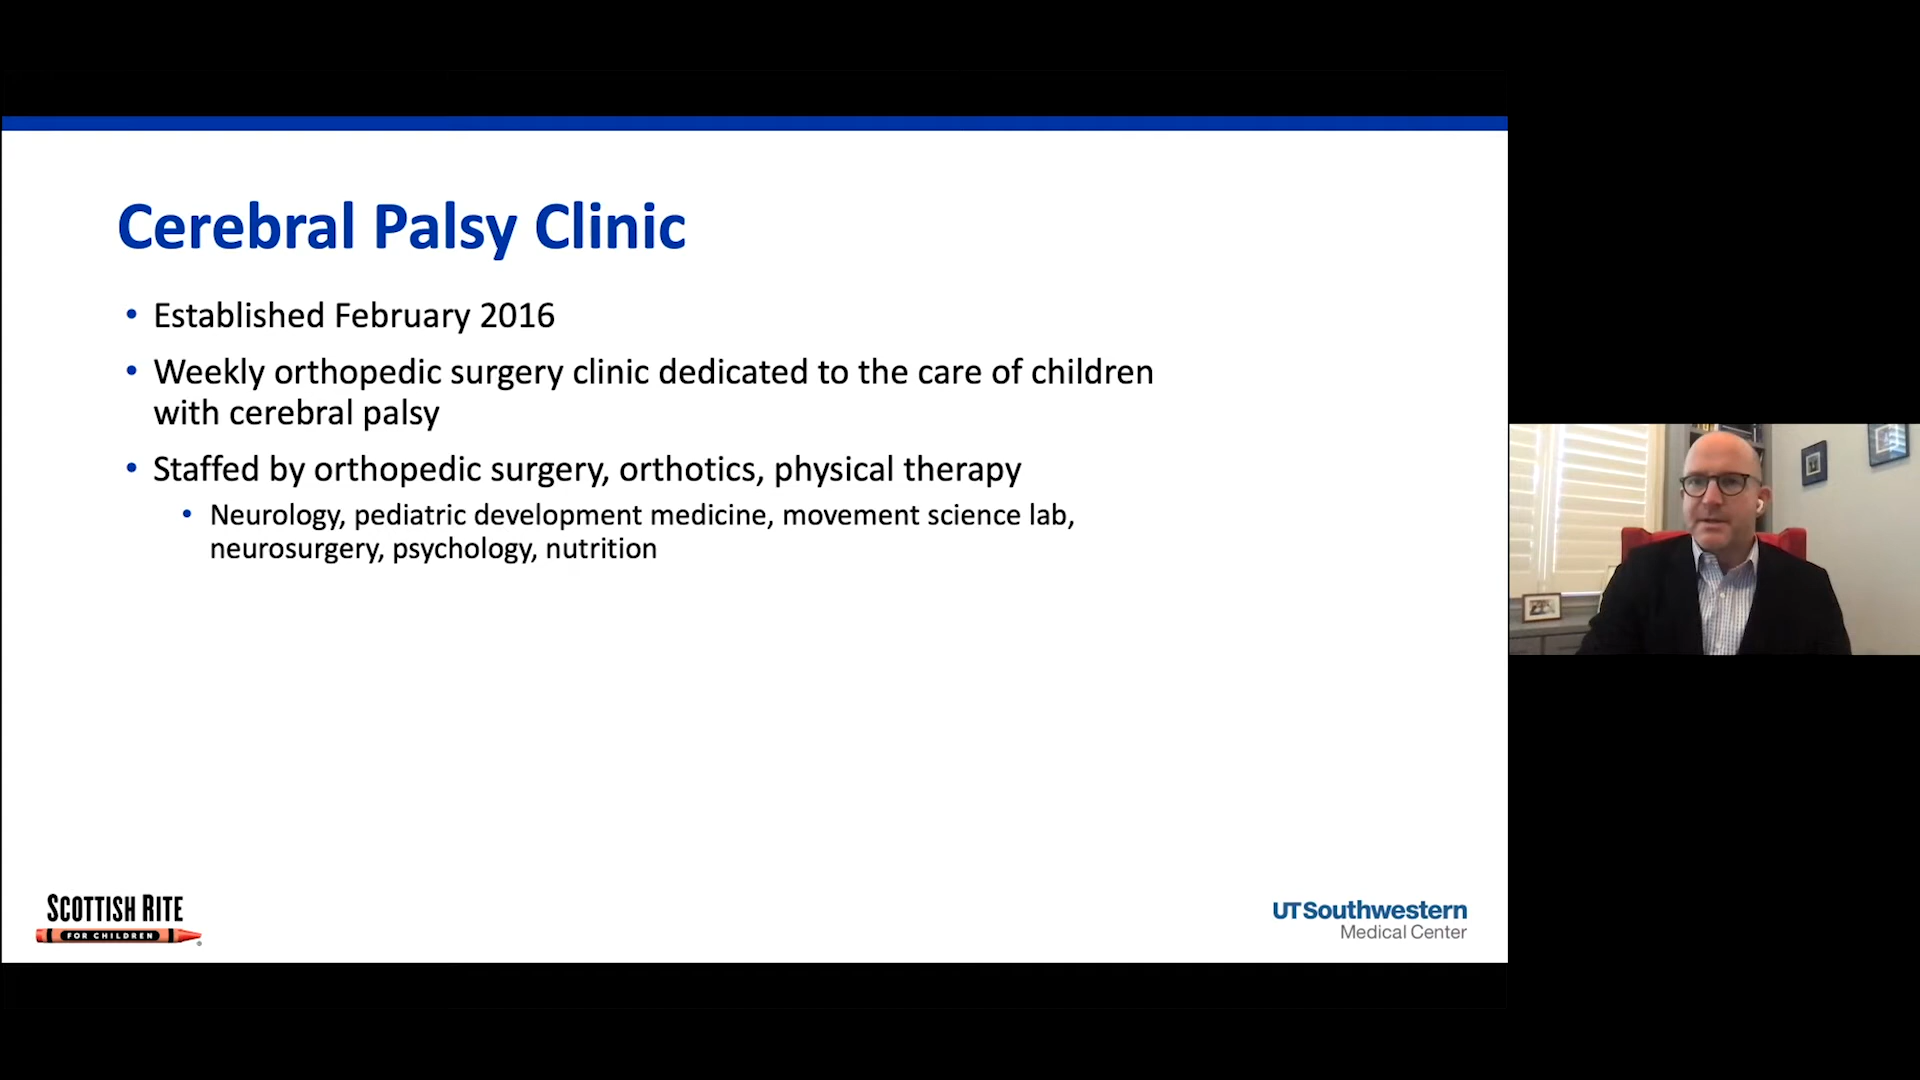 Cerebral Palsy Clinic
• Established February 2016
• Weekly orthopedic surgery clinic dedicated to the care of children
with cerebral palsy
• Staffed by orthopedic surgery, orthotics, physical therapy
• Neurology, pediatric development medicine, movement science lab,
neurosurgery, psychology, nutrition
SCOTTISH RITE
FOR CHILDREN
®
UTSouthwestern
Medical Center